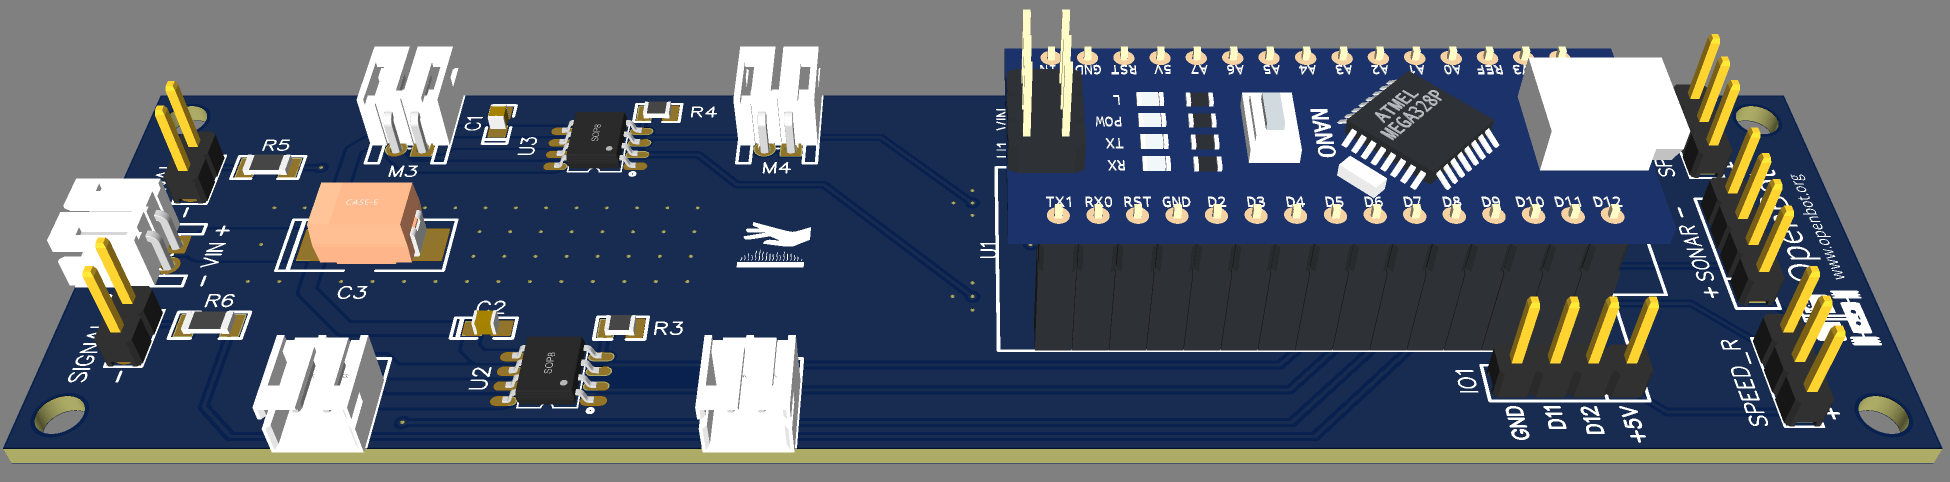 R5
M3
C1
U3
SOP8
R4
M4
CASE-E
C3
- VIN +
R6
SIGNAL
-
C2
U2
SOP8
R3
U1
U1
VIN
GND
RST
5V
A7
A6
A5
A4
A3
A2
A1
A0
REF
L
POW
TX
RX
NANO
ATMEL
MEGA328P
TX1 RX0 RST GND D2 D3 D4 D5 D6 D7 D8 D9 D10 D11 D12
+ SONAR -
www.openbot.org
IO1
GND
D11
D12
+5V
SPEED_R
+